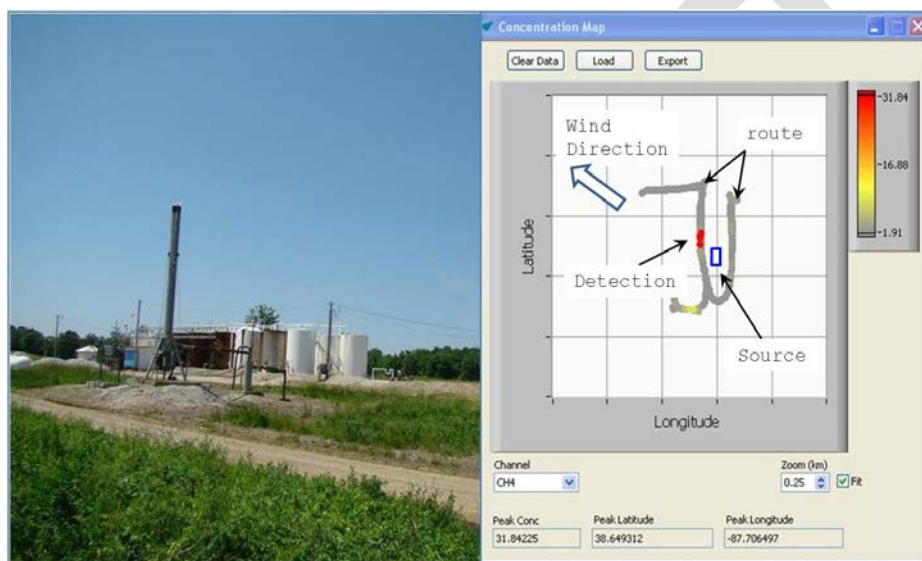 Concentration Map
Clear Data
Load
Export
Wind
Direction
route
Detection
Source
Latitude
Longitude
31.84
16.88
1.91
Channel
CH4
Zoom (km)
0.25
Fit
Peak Conc
31.84225
Peak Latitude
38.649312
Peak Longitude
-87.706497